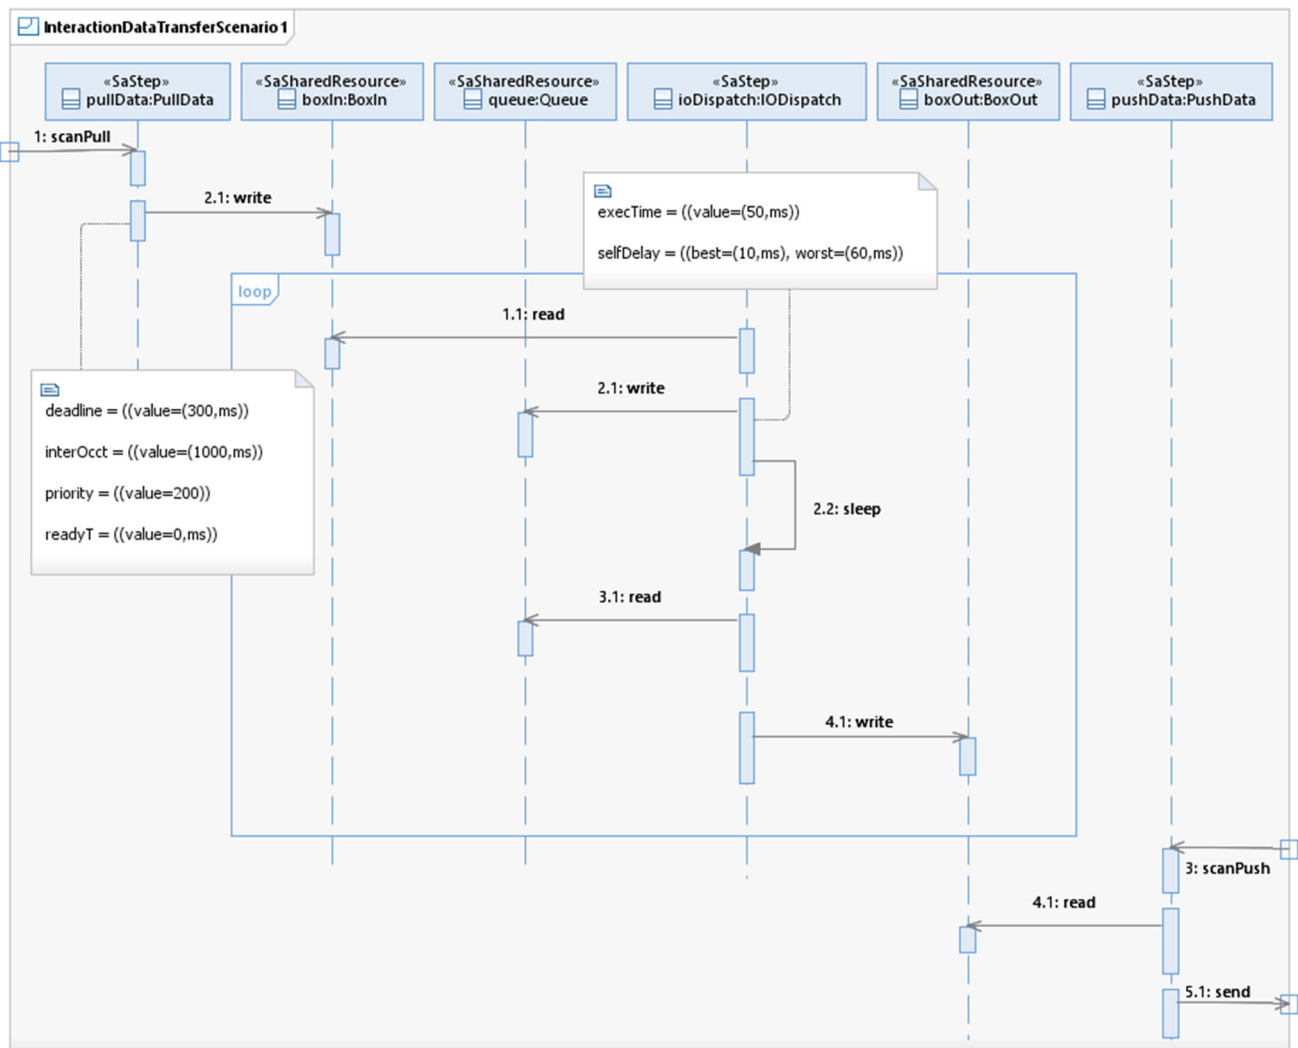 InteractionDataTransferScenario1
«SaStep»
pullData:PullData
«SaSharedResource»
boxIn:BoxIn
«SaSharedResource»
queue:Queue
«SaStep»
ioDispatch:IODispatch
«SaSharedResource»
boxOut:BoxOut
«SaStep»
pushData:PushData
1: scanPull
2.1: write
execTime = ((value=(50,ms))
selfDelay = ((best=(10,ms), worst=(60,ms))
loop
1.1: read
2.1: write
deadline = ((value=(300,ms))
interOcct = ((value=(1000,ms))
priority = ((value=200))
readyT = ((value=0,ms))
2.2: sleep
3.1: read
4.1: write
3: scanPush
4.1: read
5.1: send